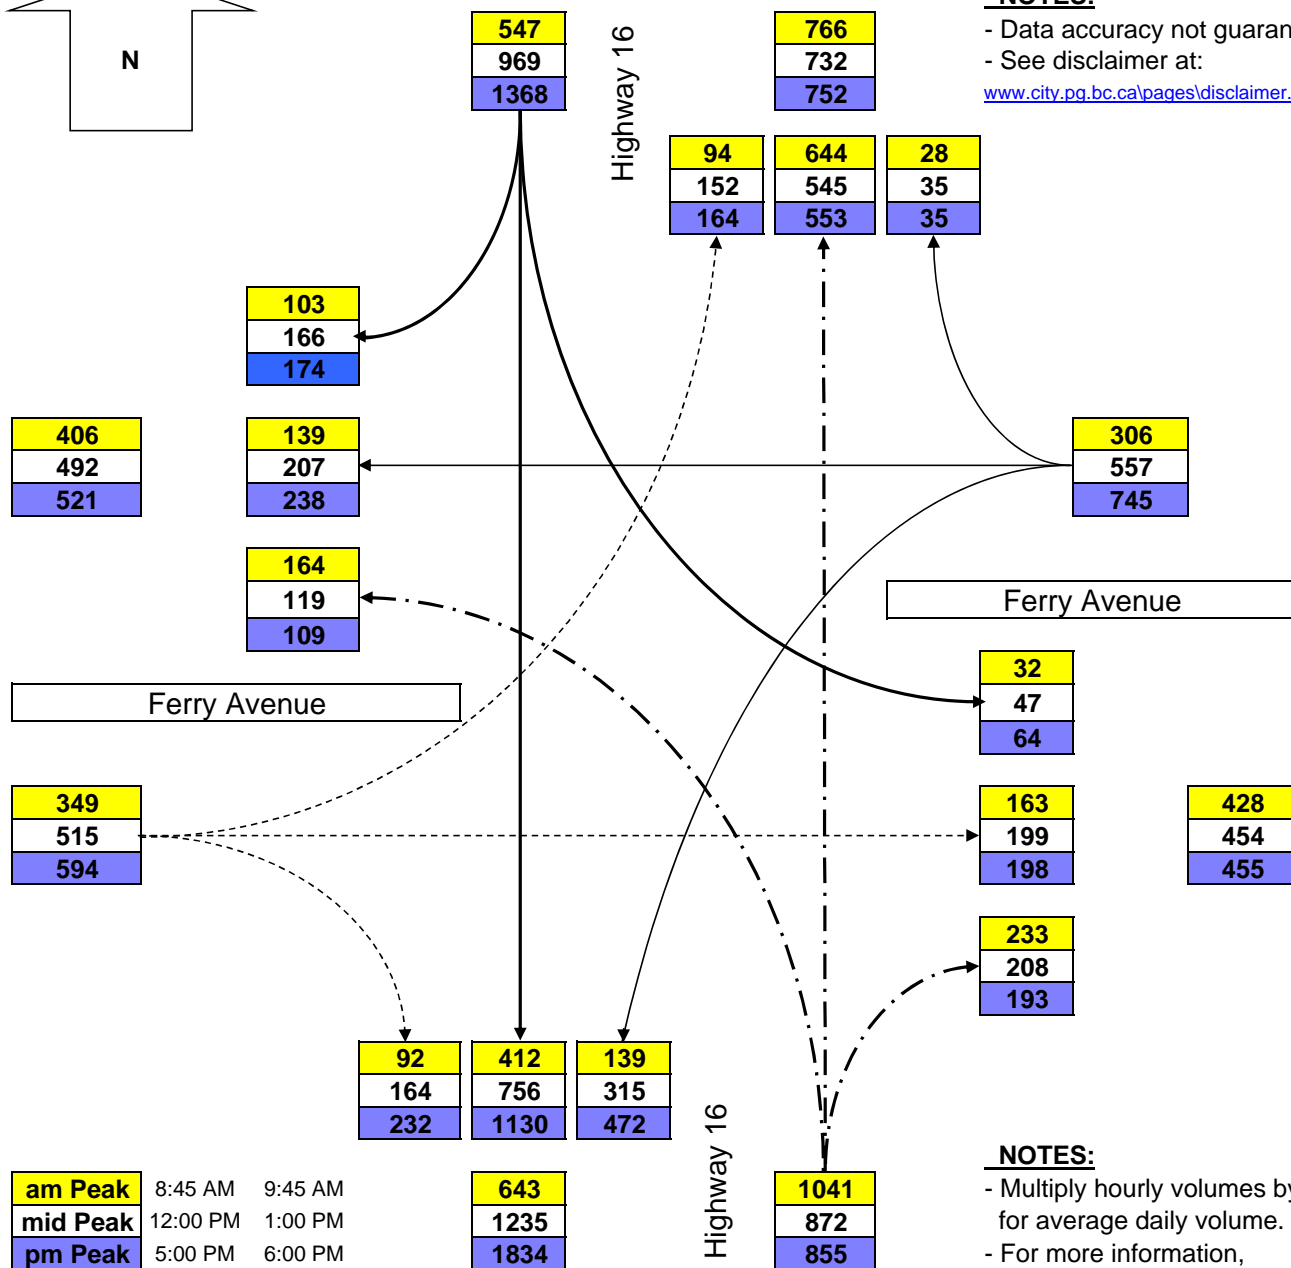 NOTES:
- Data accuracy not guaran
- See disclaimer at:
www.city.pg.bc.ca\pages\disclaimer.
N
547
969
1368
Highway 16
766
732
752
94 644 28
152 545 35
164 553 35
103
166
174
406
492
521
139
207
238
306
557
745
164
119
109
Ferry Avenue
Ferry Avenue
32
47
64
349
515
594
163
199
198
428
454
455
233
208
193
92 412 139
164 756 315
232 1130 472
Highway 16
am Peak 8:45 AM 9:45 AM
mid Peak 12:00 PM 1:00 PM
pm Peak 5:00 PM 6:00 PM
643
1235
1834
1041
872
855
NOTES:
- Multiply hourly volumes by
for average daily volume.
- For more information,